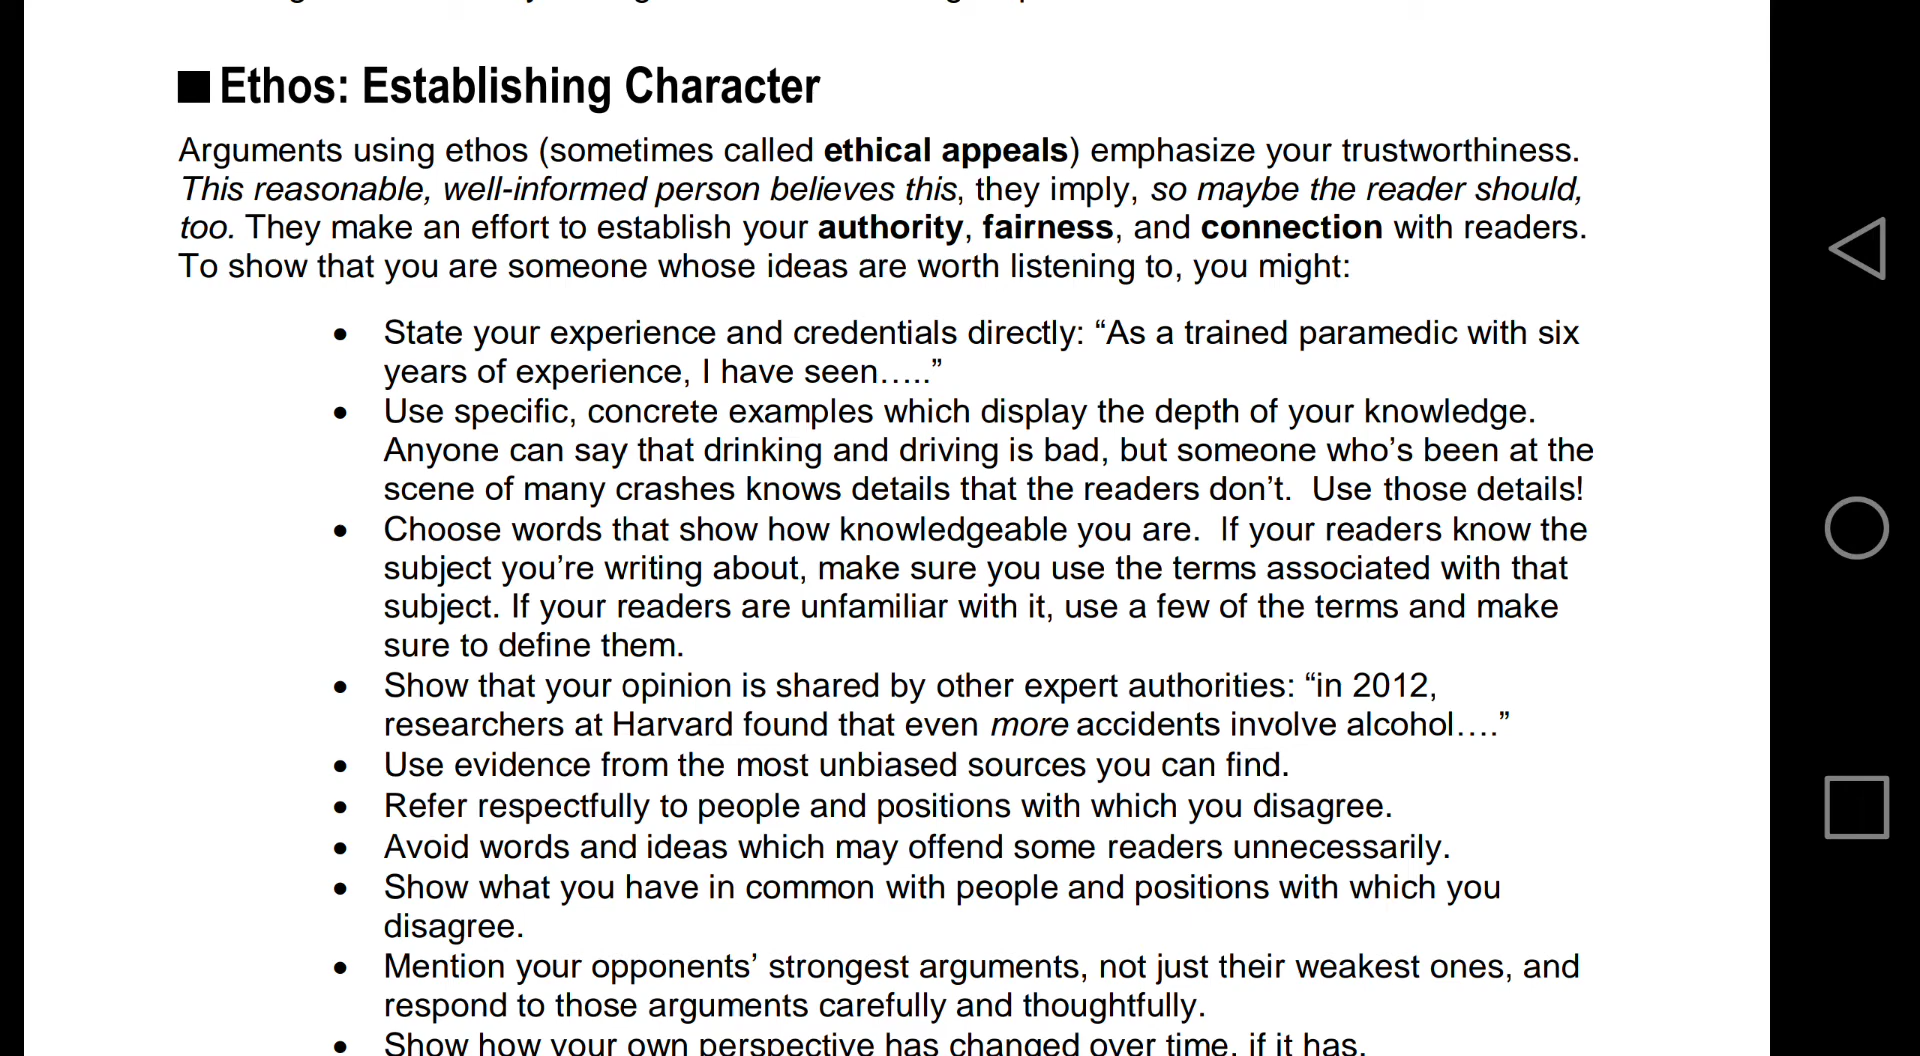 ■ Ethos: Establishing Character
Arguments using ethos (sometimes called ethical appeals) emphasize your trustworthiness.
This reasonable, well-informed person believes this, they imply, so maybe the reader should,
too. They make an effort to establish your authority, fairness, and connection with readers.
To show that you are someone whose ideas are worth listening to, you might:
• State your experience and credentials directly: “As a trained paramedic with six
years of experience, I have seen…..”
• Use specific, concrete examples which display the depth of your knowledge.
Anyone can say that drinking and driving is bad, but someone who’s been at the
scene of many crashes knows details that the readers don’t.  Use those details!
• Choose words that show how knowledgeable you are.  If your readers know the
subject you’re writing about, make sure you use the terms associated with that
subject. If your readers are unfamiliar with it, use a few of the terms and make
sure to define them.
• Show that your opinion is shared by other expert authorities: “in 2012,
researchers at Harvard found that even more accidents involve alcohol….”
• Use evidence from the most unbiased sources you can find.
• Refer respectfully to people and positions with which you disagree.
• Avoid words and ideas which may offend some readers unnecessarily.
• Show what you have in common with people and positions with which you
disagree.
• Mention your opponents’ strongest arguments, not just their weakest ones, and
respond to those arguments carefully and thoughtfully.
• Show how your own perspective has changed over time, if it has.